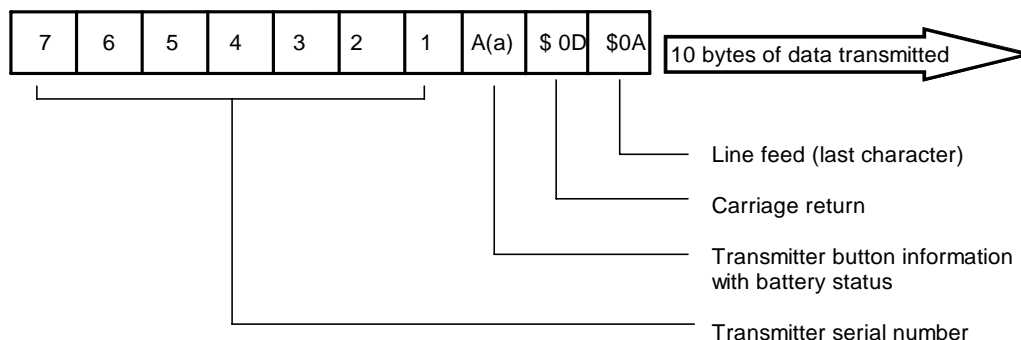 7 6 5 4 3 2 1 A(a) $ 0D $0A
10 bytes of data transmitted
Line feed (last character)
Carriage return
Transmitter button information
with battery status
Transmitter serial number